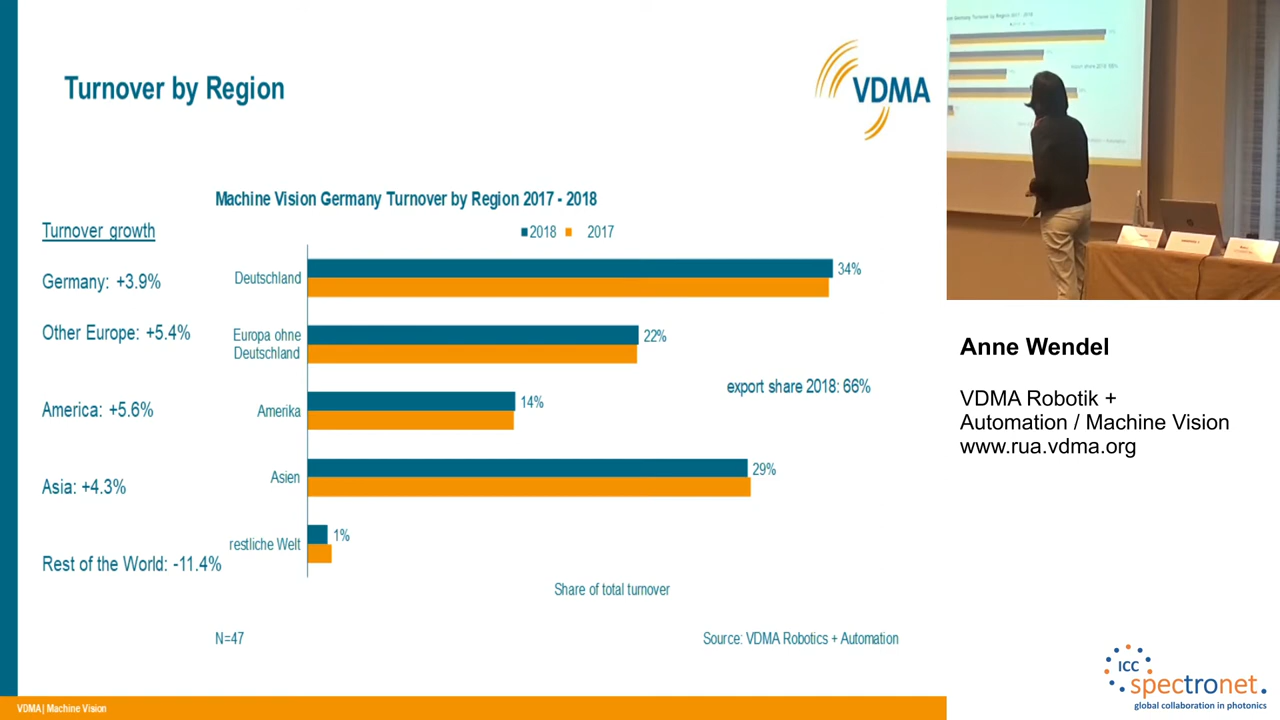 Turnover by Region
VDMA
Machine Vision Germany Turnover by Region 2017 - 2018
Turnover growth
2018 2017
Germany: +3.9%
Deutschland
34%
Other Europe: +5.4%
Europa ohne
Deutschland
22%
export share 2018: 66%
America: +5.6%
Amerika
14%
Asia: +4.3%
Asien
29%
Rest of the World: -11.4%
restliche Welt
1%
Share of total turnover
N=47
Source: VDMA Robotics + Automation
VDMA | Machine Vision
Anne Wendel
VDMA Robotik +
Automation / Machine Vision
www.rua.vdma.org
ICC
spectronet.
global collaboration in photonics